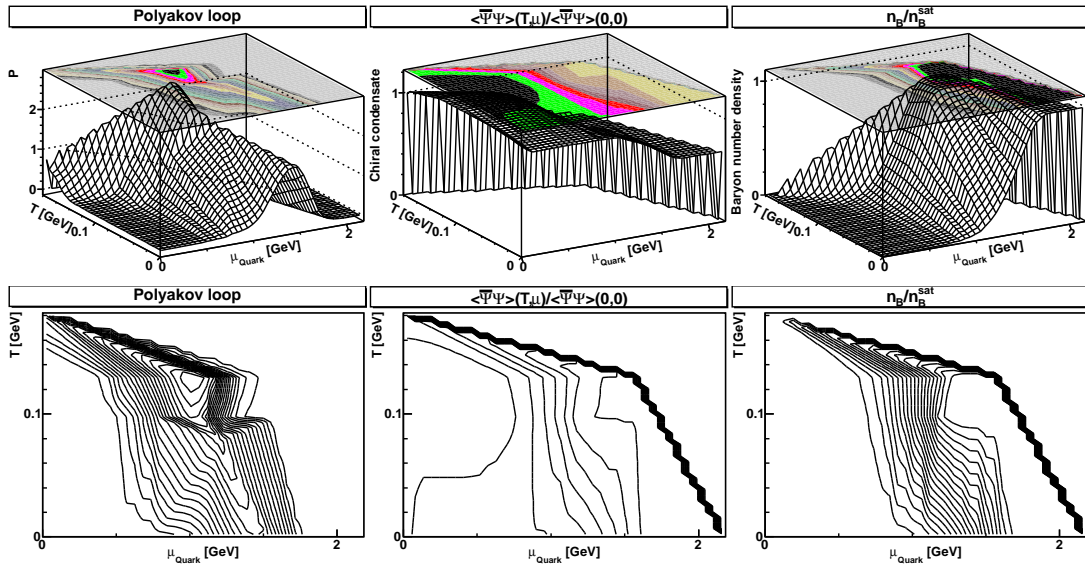 Polyakov loop
<Ψ̅Ψ>(T,μ)/<Ψ̅Ψ>(0,0)
n_B/n_B^sat
P
2
1
0
T [GeV]
0.1
0
0
μ_Quark [GeV]
2
Chiral condensate
1
0
T [GeV]
0.1
0
0
μ_Quark [GeV]
2
Baryon number density
1
0
T [GeV]
0.1
0
0
μ_Quark [GeV]
2
Polyakov loop
<Ψ̅Ψ>(T,μ)/<Ψ̅Ψ>(0,0)
n_B/n_B^sat
T [GeV]
0.1
0
0
μ_Quark [GeV]
2
T [GeV]
0.1
0
0
μ_Quark [GeV]
2
T [GeV]
0.1
0
0
μ_Quark [GeV]
2